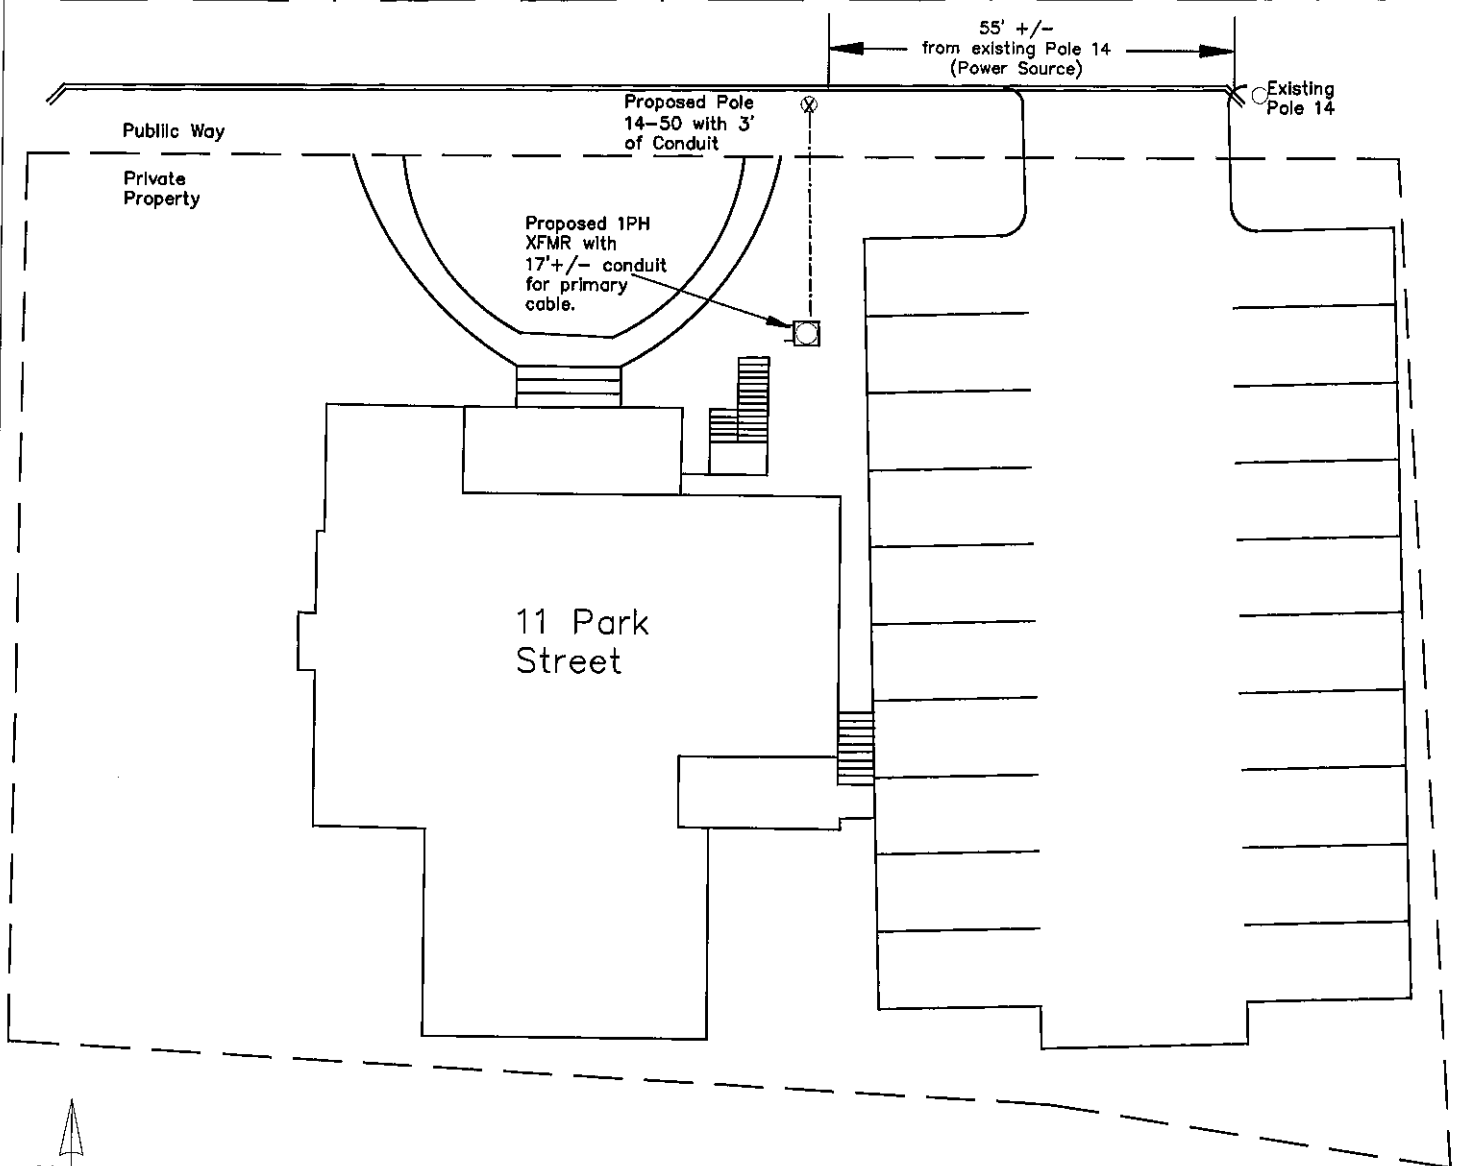 55' +/-
from existing Pole 14
(Power Source)
Existing
Pole 14
Proposed Pole
14-50 with 3'
of Conduit
Publilc Way
Private
Property
Proposed 1PH
XFMR with
17'+/- conduit
for primary
cable.
11 Park
Street